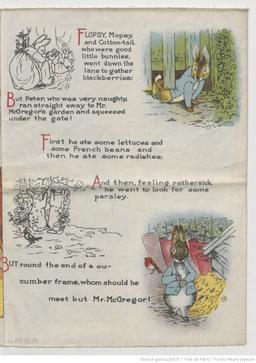 FLOPSY, Mopsy,
and Cotton-tail,
who were good
little bunnies,
went down the
lane to gather
blackberries:
But Peter, who was very naughty,
ran straight away to Mr.
McGregor's garden and squeezed
under the gate!
First he ate some lettuces and
some French beans and
then he ate some radishes:
And then, feeling rather sick,
he went to look for some
parsley.
BUT round the end of a cu-
cumber frame, whom should he
meet but Mr. McGregor!
Source gallica.bnf.fr / Fonds Heure joyeuse